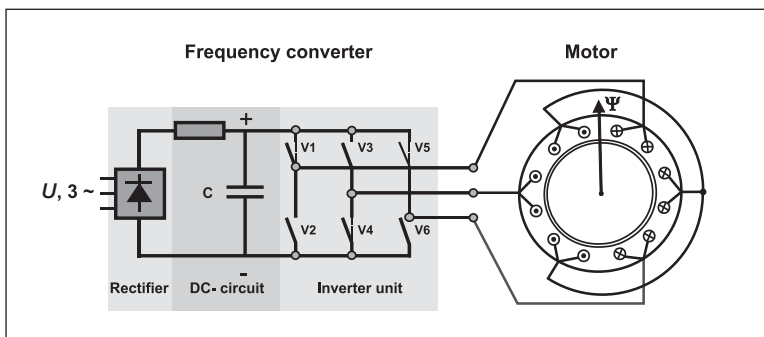 Frequency converter
Motor
+
Ψ
V1
V3
V5
U, 3 ~
C
V2
V4
V6
-
Rectifier
DC- circuit
Inverter unit